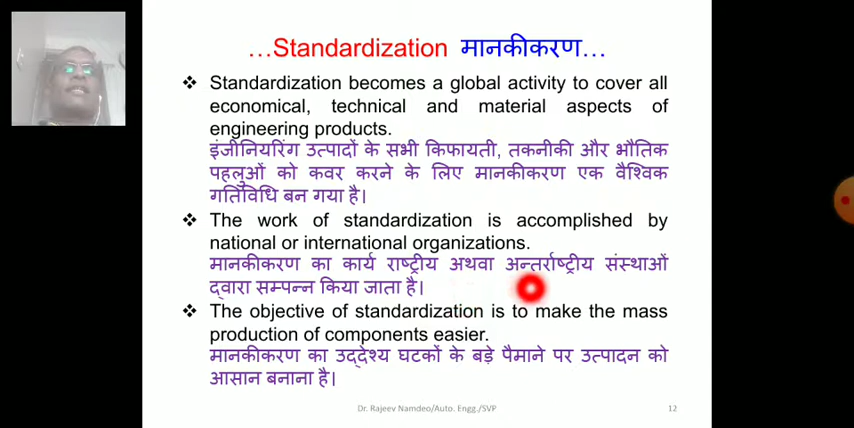 ...Standardization मानकीकरण...
❖ Standardization becomes a global activity to cover all
economical, technical and material aspects of
engineering products.
इंजीनियरिंग उत्पादों के सभी किफायती, तकनीकी और भौतिक
पहलुओं को कवर करने के लिए मानकीकरण एक वैश्विक
गतिविधि बन गया है।
❖ The work of standardization is accomplished by
national or international organizations.
मानकीकरण का कार्य राष्ट्रीय अथवा अन्तर्राष्ट्रीय संस्थाओं
द्वारा सम्पन्न किया जाता है।
❖ The objective of standardization is to make the mass
production of components easier.
मानकीकरण का उद्देश्य घटकों के बड़े पैमाने पर उत्पादन को
आसान बनाना है।
Dr. Rajeev Namdeo/Auto. Engg./SVP 12